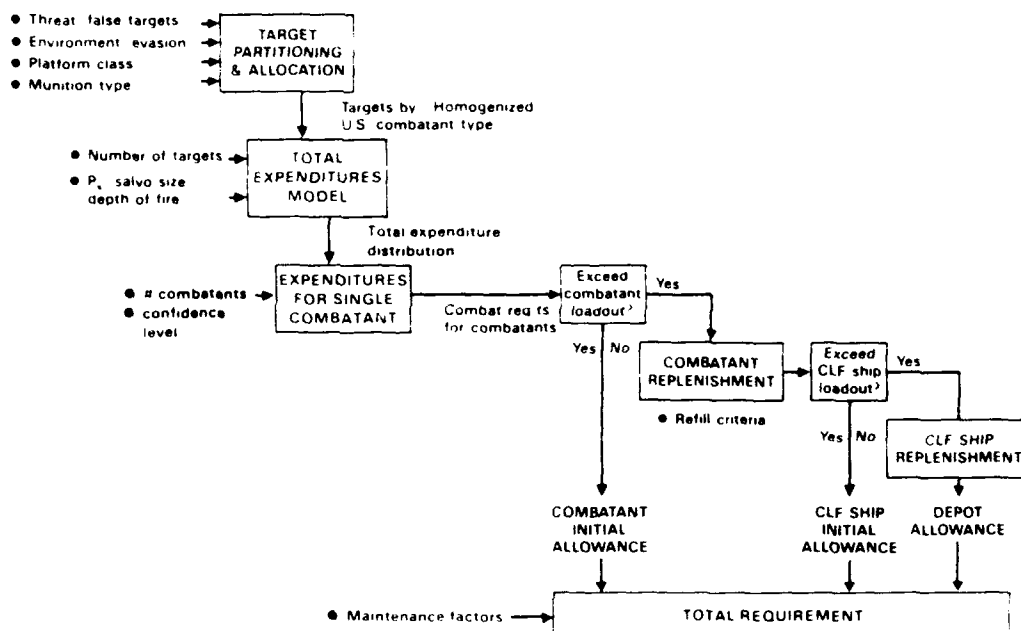 ● Threat false targets
● Environment evasion
● Platform class
● Munition type
TARGET
PARTITIONING
& ALLOCATION
Targets by Homogenized
U.S. combatant type
● Number of targets
● Pk salvo size
depth of fire
TOTAL
EXPENDITURES
MODEL
Total expenditure
distribution
● # combatants
● confidence
level
EXPENDITURES
FOR SINGLE
COMBATANT
Combat req ts
for combatants
Exceed
combatant
loadout?
Yes
Yes No
COMBATANT
REPLENISHMENT
● Refill criteria
Exceed
CLF ship
loadout?
Yes
Yes No
CLF SHIP
REPLENISHMENT
COMBATANT
INITIAL
ALLOWANCE
CLF SHIP
INITIAL
ALLOWANCE
DEPOT
ALLOWANCE
● Maintenance factors
TOTAL REQUIREMENT